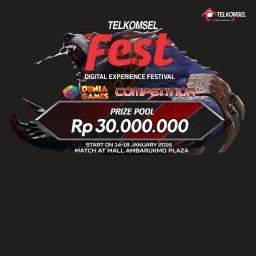 TELKOMSEL
TELKOMSEL
Fest
DIGITAL EXPERIENCE FESTIVAL
DUNIA GAMES
COMPETITION
PRIZE POOL
Rp 30.000.000
START ON 14-18 JANUARY 2016
MATCH AT MALL AMBARUKMO PLAZA